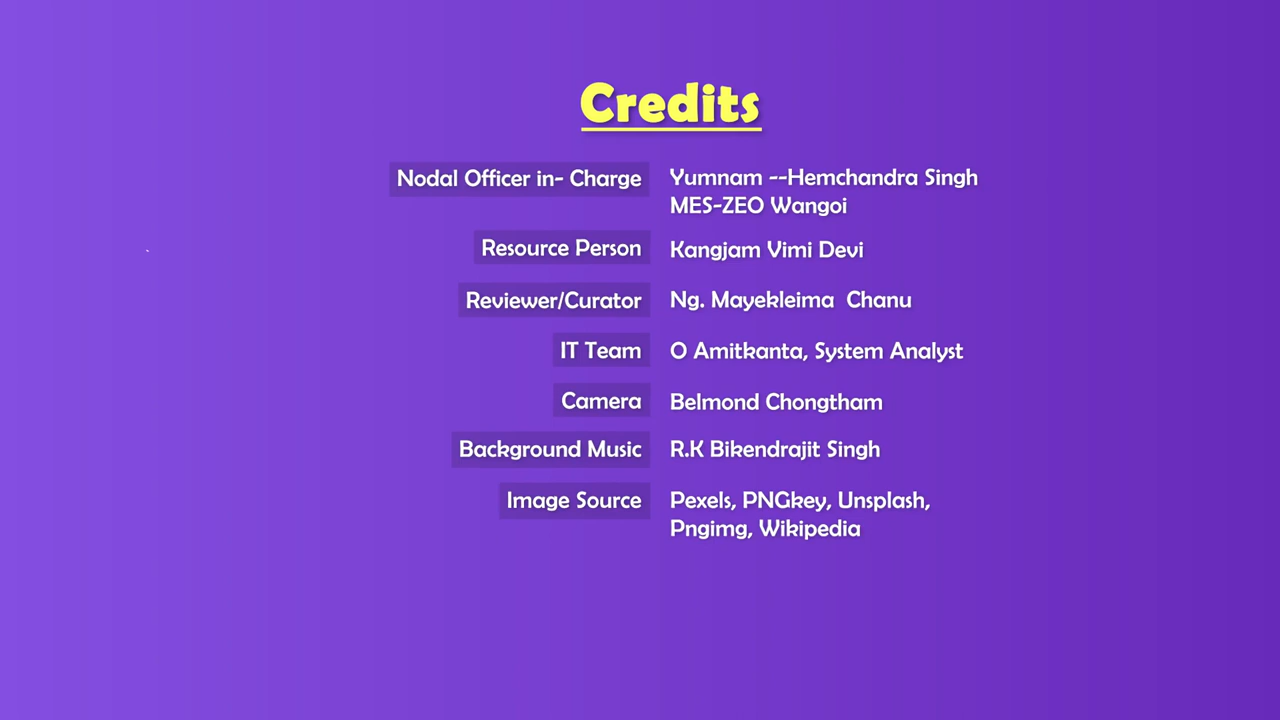 Credits
Nodal Officer in- Charge Yumnam --Hemchandra Singh
MES-ZEO Wangoi
Resource Person Kangjam Vimi Devi
Reviewer/Curator Ng. Mayekleima  Chanu
IT Team O Amitkanta, System Analyst
Camera Belmond Chongtham
Background Music R.K Bikendrajit Singh
Image Source Pexels, PNGkey, Unsplash,
Pngimg, Wikipedia